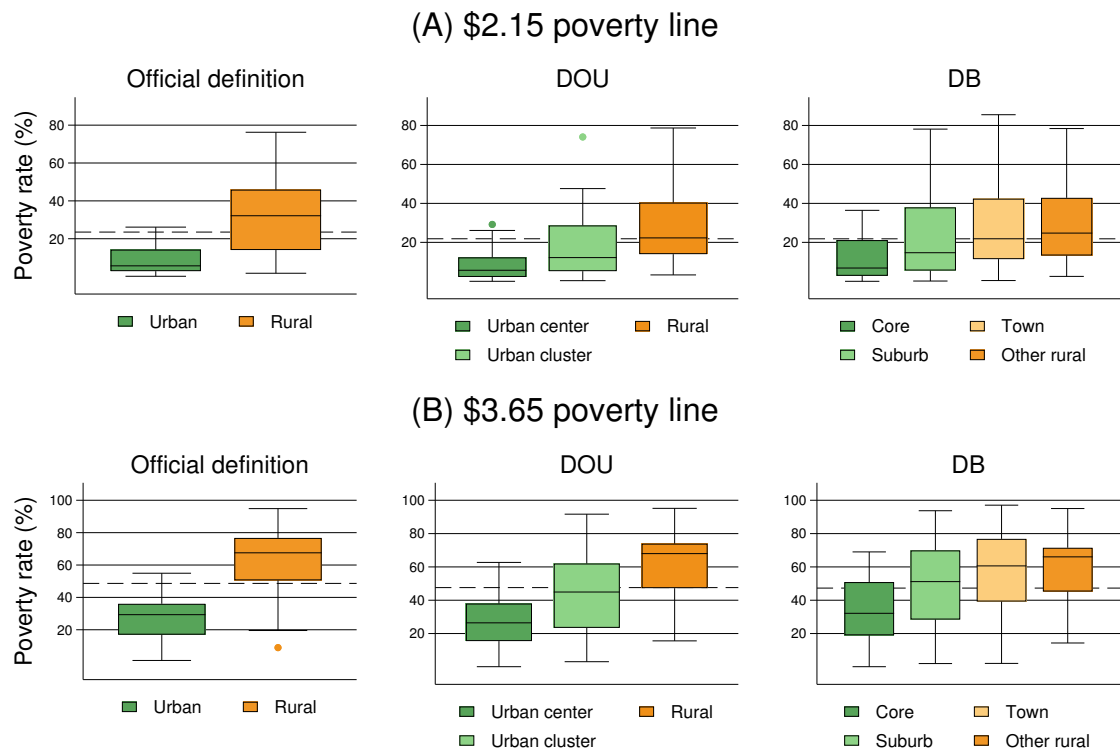 (A) $2.15 poverty line
Official definition
DOU
DB
Poverty rate (%)
80
60
40
20
80
60
40
20
80
60
40
20
Urban
Rural
Urban center
Rural
Urban cluster
Core
Town
Suburb
Other rural
(B) $3.65 poverty line
Official definition
DOU
DB
Poverty rate (%)
100
80
60
40
20
100
80
60
40
20
100
80
60
40
20
Urban
Rural
Urban center
Rural
Urban cluster
Core
Town
Suburb
Other rural